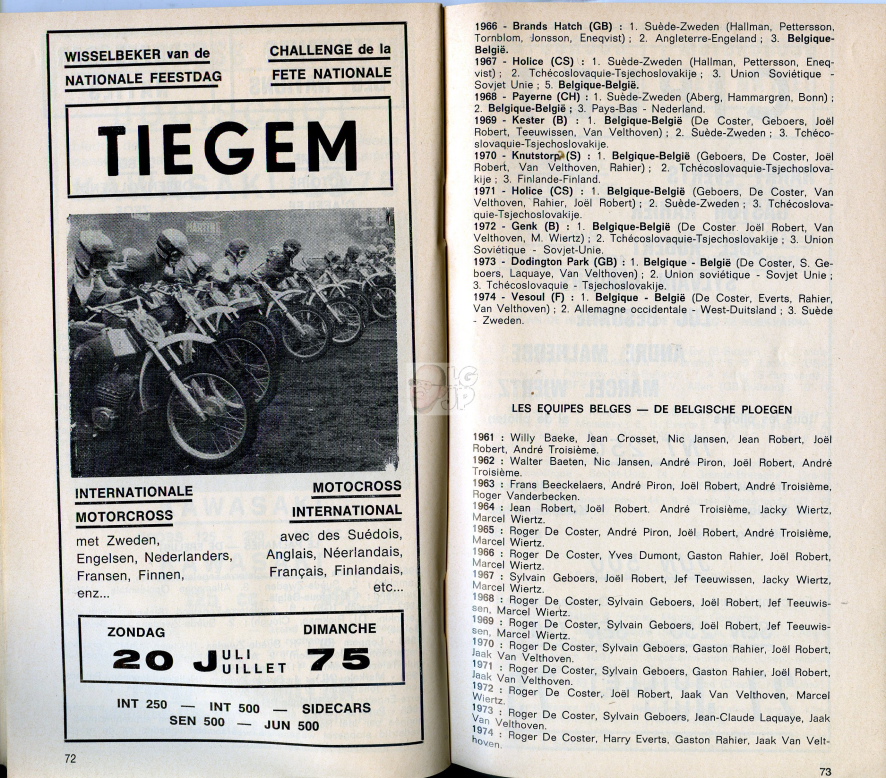 WISSELBEKER van de
NATIONALE FEESTDAG
CHALLENGE de la
FETE NATIONALE
TIEGEM
MARTINI
INTERNATIONALE
MOTORCROSS
MOTOCROSS
INTERNATIONAL
met Zweden,
Engelsen, Nederlanders,
Fransen, Finnen,
enz...
avec des Suédois,
Anglais, Néerlandais,
Français, Finlandais,
etc...
ZONDAG
DIMANCHE
20 JULI JUILLET 75
INT 250 — INT 500 — SIDECARS
SEN 500 — JUN 500
72
1966 - Brands Hatch (GB) : 1. Suède-Zweden (Hallman, Pettersson,
Tornblom, Jonsson, Eneqvist) ; 2. Angleterre-Engeland ; 3. Belgique-
België.
1967 - Holice (CS) : 1. Suède-Zweden (Hallman, Pettersson, Eneq-
vist) ; 2. Tchécoslovaquie-Tsjechoslovakije ; 3. Union Soviétique -
Sovjet Unie ; 5. Belgique-België.
1968 - Payerne (CH) : 1. Suède-Zweden (Aberg, Hammargren, Bonn) ;
2. Belgique-België ; 3. Pays-Bas - Nederland.
1969 - Kester (B) : 1. Belgique-België (De Coster, Geboers, Joël
Robert, Teeuwissen, Van Velthoven) ; 2. Suède-Zweden ; 3. Tchéco-
slovaquie-Tsjechoslovakije.
1970 - Knutstorp (S) : 1. Belgique-België (Geboers, De Coster, Joël
Robert, Van Velthoven, Rahier) ; 2. Tchécoslovaquie-Tsjechoslova-
kije ; 3. Finlande-Finland.
1971 - Holice (CS) : 1. Belgique-België (Geboers, De Coster, Van
Velthoven, Rahier, Joël Robert) ; 2. Suède-Zweden ; 3. Tchécoslova-
quie-Tsjechoslovakije.
1972 - Genk (B) : 1. Belgique-België (De Coster Joël Robert, Van
Velthoven, M. Wiertz) ; 2. Tchécoslovaquie-Tsjechoslovakije ; 3. Union
Soviétique - Sovjet-Unie.
1973 - Dodington Park (GB) : 1. Belgique - België (De Coster, S. Ge-
boers, Laquaye, Van Velthoven) ; 2. Union soviétique - Sovjet Unie ;
3. Tchécoslovaquie - Tsjechoslovakije.
1974 - Vesoul (F) : 1. Belgique - België (De Coster, Everts, Rahier,
Van Velthoven) ; 2. Allemagne occidentale - West-Duitsland ; 3. Suède
- Zweden.
LES EQUIPES BELGES — DE BELGISCHE PLOEGEN
1961 : Willy Baeke, Jean Crosset, Nic Jansen, Jean Robert, Joël
Robert, André Troisième.
1962 : Walter Baeten, Nic Jansen, André Piron, Joël Robert, André
Troisième.
1963 : Frans Beeckelaers, André Piron, Joël Robert, André Troisième,
Roger Vanderbecken.
1964 : Jean Robert, Joël Robert. André Troisième, Jacky Wiertz,
Marcel Wiertz.
1965 : Roger De Coster, André Piron, Joël Robert, André Troisième,
Marcel Wiertz.
1966 : Roger De Coster, Yves Dumont, Gaston Rahier, Joël Robert,
Marcel Wiertz.
1967 : Sylvain Geboers, Joël Robert, Jef Teeuwissen, Jacky Wiertz,
Marcel Wiertz.
1968 : Roger De Coster, Sylvain Geboers, Joël Robert, Jef Teeuwis-
sen, Marcel Wiertz.
1969 : Roger De Coster, Sylvain Geboers, Joël Robert, Jef Teeuwis-
sen, Marcel Wiertz.
1970 : Roger De Coster, Sylvain Geboers, Gaston Rahier, Joël Robert,
Jaak Van Velthoven.
1971 : Roger De Coster, Sylvain Geboers, Gaston Rahier, Joël Robert,
Jaak Van Velthoven.
1972 : Roger De Coster, Joël Robert, Jaak Van Velthoven, Marcel
Wiertz.
1973 : Roger De Coster, Sylvain Geboers, Jean-Claude Laquaye, Jaak
Van Velthoven.
1974 : Roger De Coster, Harry Everts, Gaston Rahier, Jaak Van Velt-
hoven.
73